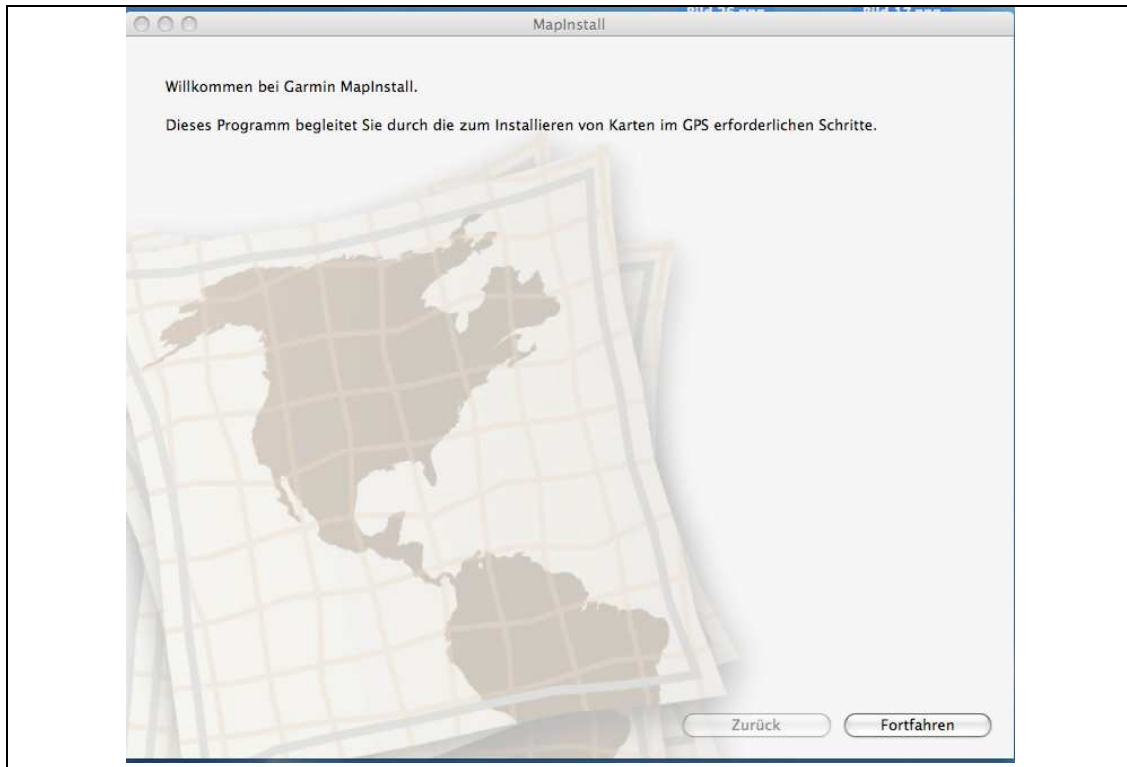 MapInstall
Willkommen bei Garmin MapInstall.
Dieses Programm begleitet Sie durch die zum Installieren von Karten im GPS erforderlichen Schritte.
Zurück
Fortfahren